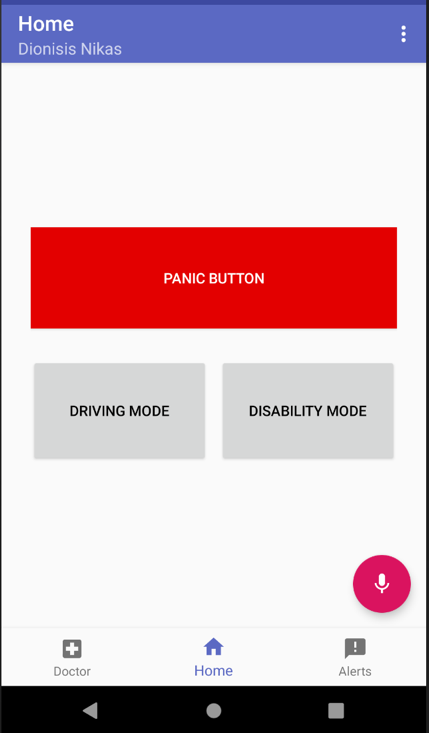 Home
Dionisis Nikas
PANIC BUTTON
DRIVING MODE
DISABILITY MODE
Doctor
Home
Alerts